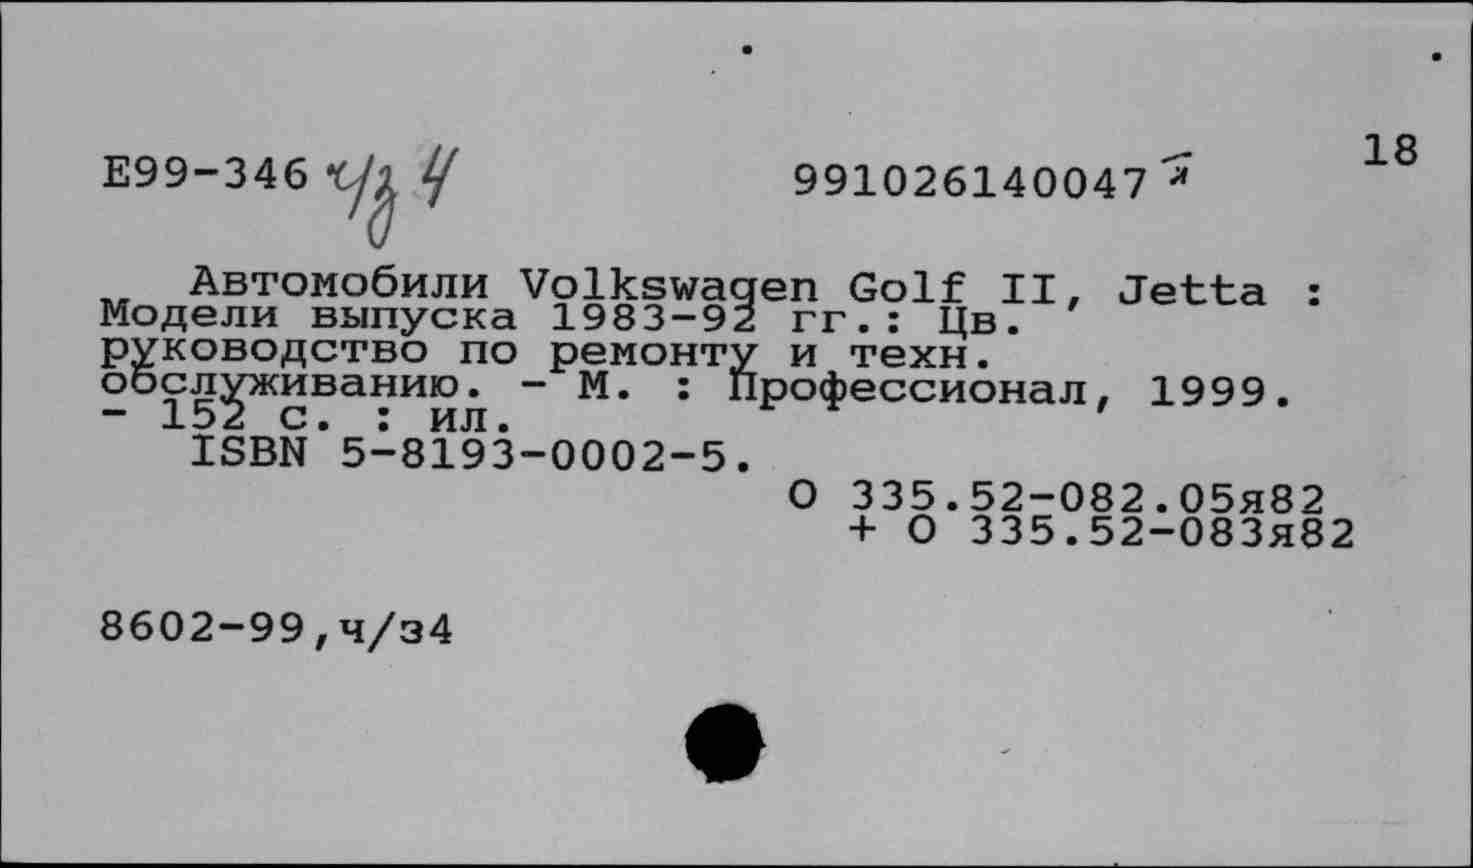 18
Е99-346 ч/з 4
991026140047
Автомобили Volkswagen Golf II, Jetta :
Модели выпуска 1983-92 гг.: Цв.
руководство по ремонту и техн.
обслуживанию. - М. : Профессионал, 1999.
- 152 с. : ил.
ISBN 5-8193-0002-5.
О 335.52-082.05я82
+ О 335.52-083я82
8602-99,ч/з4